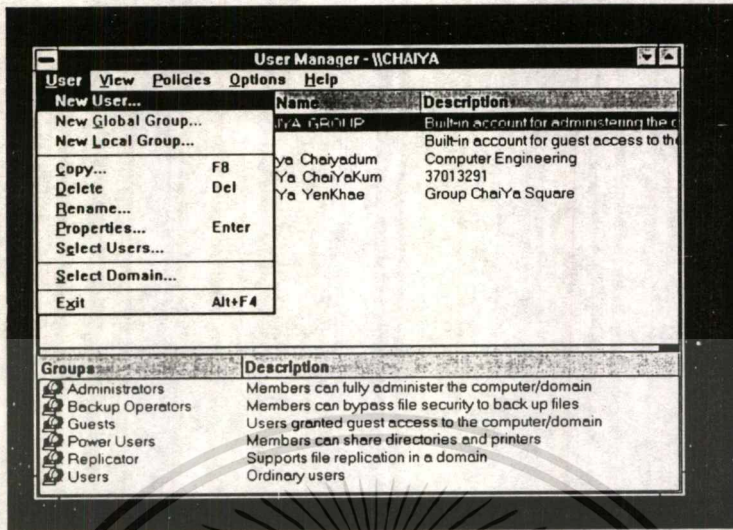 User Manager - \\CHAIYA
User View Policies Options Help
New User...
New Global Group...
New Local Group...
Copy... F8
Delete Del
Rename...
Properties... Enter
Select Users...
Select Domain...
Exit Alt+F4
Name Description
IYA GROUP Built-in account for administering the c
Built-in account for guest access to the
ya Chaiyadum Computer Engineering
Ya ChaiYaKum 37013291
Ya YenKhae Group ChaiYa Square
Groups Description
Administrators Members can fully administer the computer/domain
Backup Operators Members can bypass file security to back up files
Guests Users granted guest access to the computer/domain
Power Users Members can share directories and printers
Replicator Supports file replication in a domain
Users Ordinary users